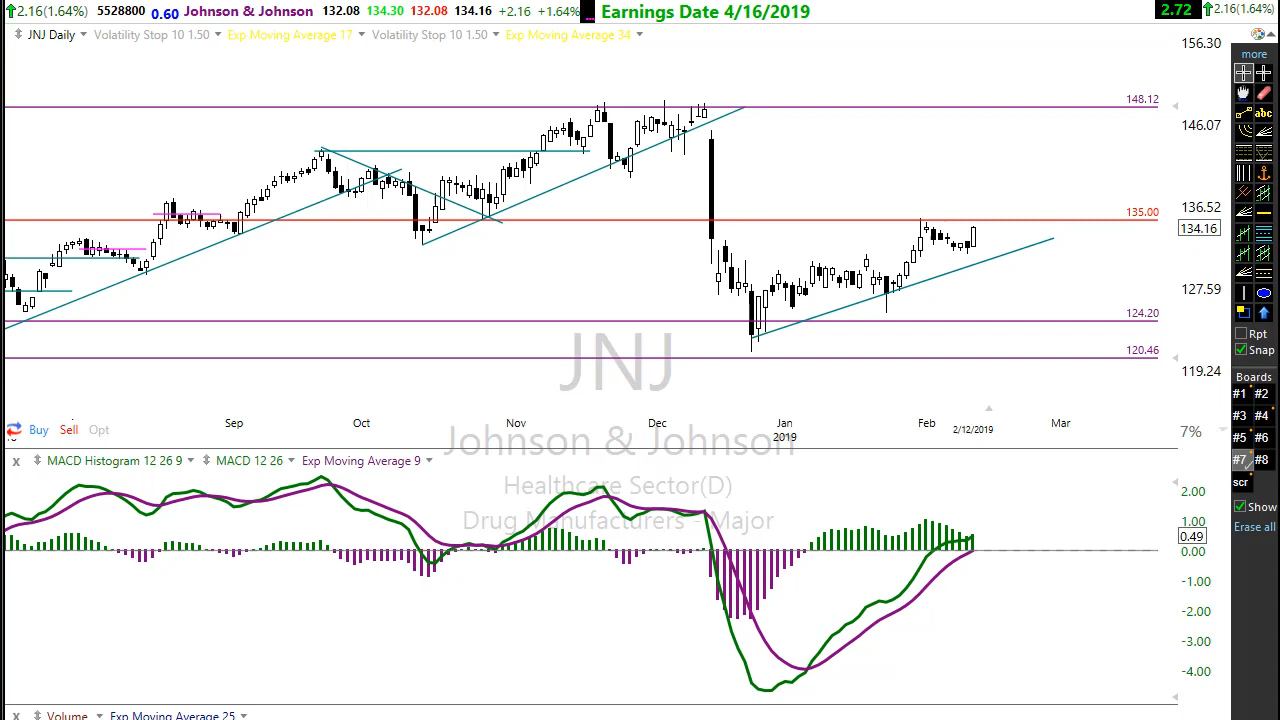 2.16(1.64%) 5528800 0.60 Johnson & Johnson 132.08 134.30 132.08 134.16 +2.16 +1.64% ... Earnings Date 4/16/2019 2.72 2.16(1.64%)
JNJ Daily Volatility Stop 10 1.50 Exp Moving Average 17 Volatility Stop 10 1.50 Exp Moving Average 34
more
156.30
148.12
146.07
abc
136.52
135.00
134.16
127.59
124.20
120.46
119.24
JNJ
Rpt
Snap
Boards
#1 #2
#3 #4
#5 #6
#7 #8
scr
Show
Erase all
Sep Oct Nov Dec Jan Feb 2/12/2019 Mar
2019
Buy Sell Opt
7%
Johnson & Johnson
Healthcare Sector(D)
Drug Manufacturers - Major
X MACD Histogram 12 26 9 MACD 12 26 Exp Moving Average 9
2.00
1.00
0.49
0.00
-1.00
-2.00
-3.00
-4.00
X Volume Exp Moving Average 25